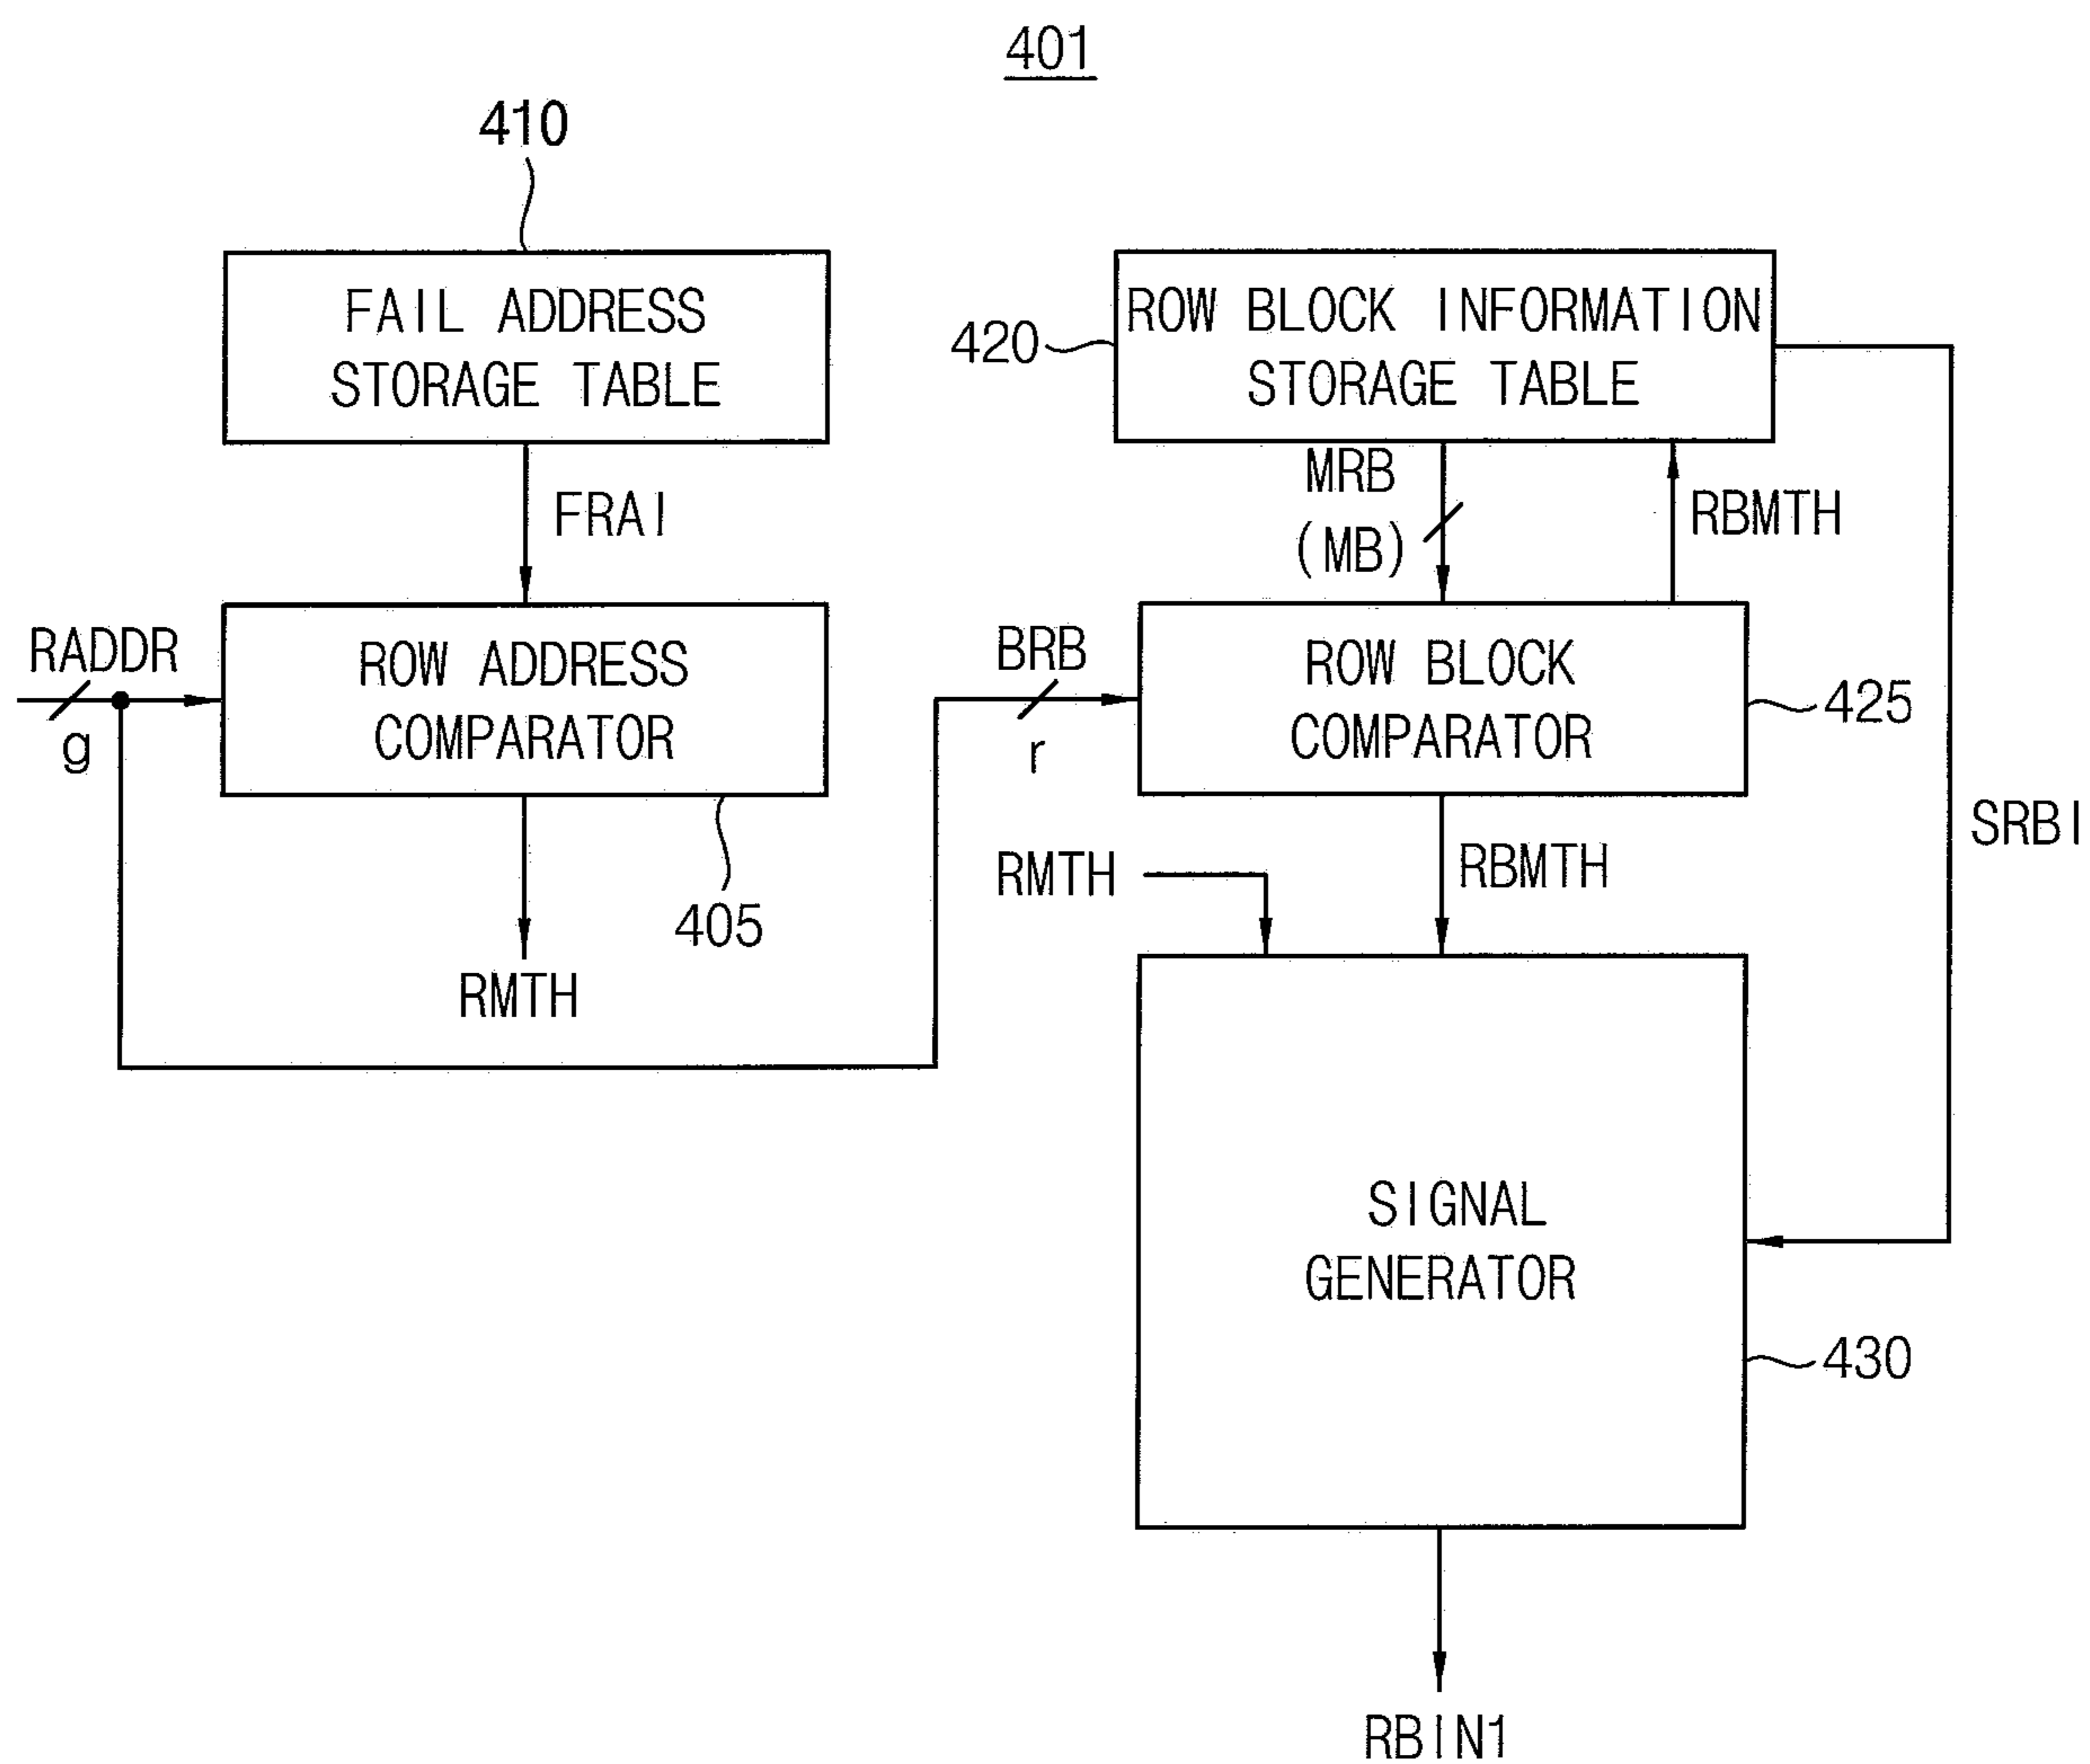 401
410
FAIL ADDRESS
STORAGE TABLE
420
ROW BLOCK INFORMATION
STORAGE TABLE
FRAI
MRB
(MB)
RBMTH
RADDR
g
ROW ADDRESS
COMPARATOR
405
RMTH
BRB
r
ROW BLOCK
COMPARATOR
425
SRBI
RMTH
RBMTH
SIGNAL
GENERATOR
430
RBIN1